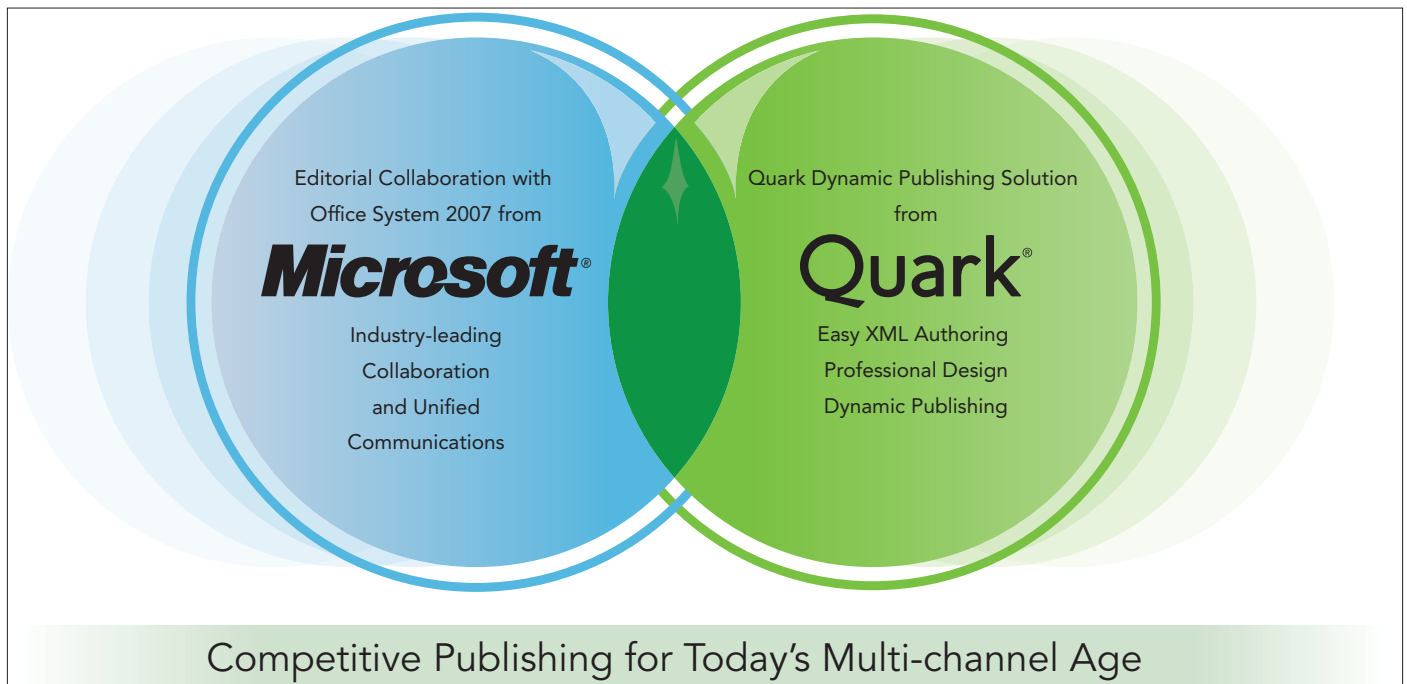 Editorial Collaboration with
Office System 2007 from
Microsoft®
Industry-leading
Collaboration
and Unified
Communications
Quark Dynamic Publishing Solution
from
Quark®
Easy XML Authoring
Professional Design
Dynamic Publishing
Competitive Publishing for Today's Multi-channel Age